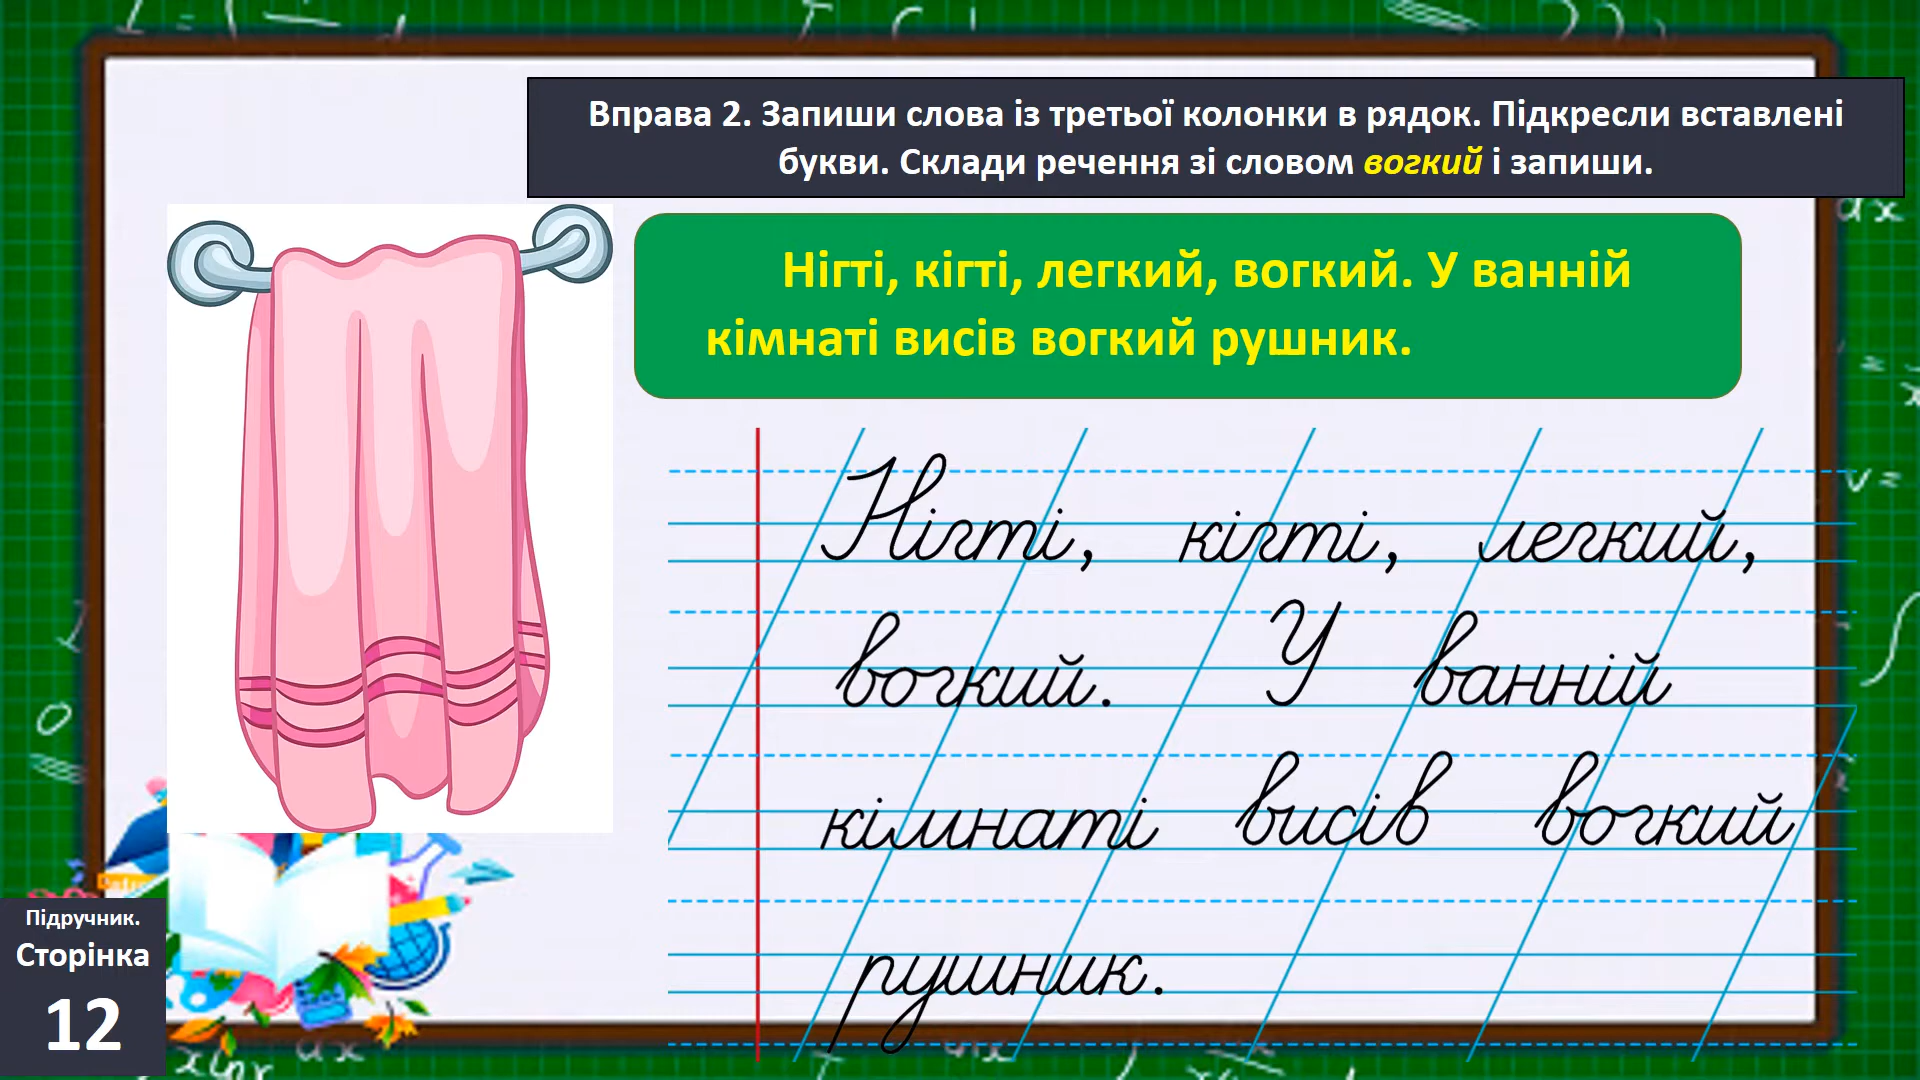 Вправа 2. Запиши слова із третьої колонки в рядок. Підкресли вставлені
букви. Склади речення зі словом вогкий і запиши.
Нігті, кігті, легкий, вогкий. У ванній
кімнаті висів вогкий рушник.
Нігті, кігті, легкий,
вогкий. У ванній
кімнаті висів вогкий
рушник.
Підручник.
Сторінка
12